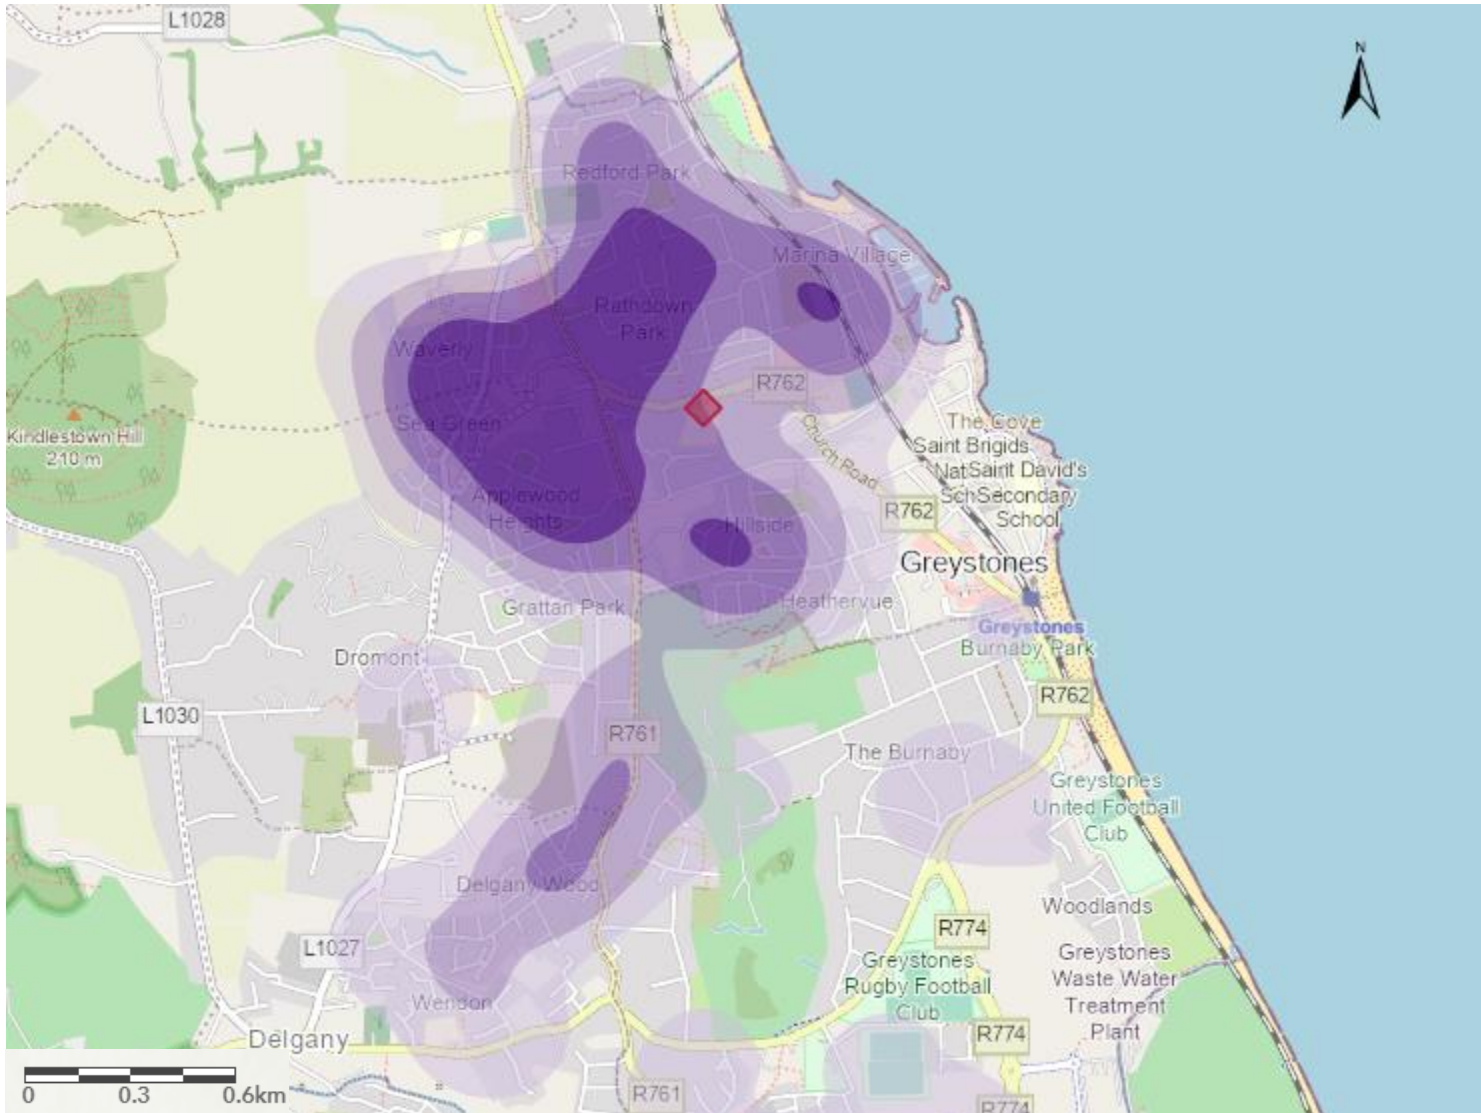 L1028
N
Redford Park
Marina Village
Rathdown
Park
Waverly
R762
Sea Green
The Cove
Kindlestown Hill
210 m
Church Road
Saint Brigids
Nat
Saint David's
Sch
Secondary
School
Applewood
Heights
Hillside
R762
Greystones
Grattan Park
Heathervue
Greystones
Burnaby Park
Dromont
R762
L1030
R761
The Burnaby
Greystones
United Football
Club
Delgany Wood
Woodlands
R774
L1027
Greystones
Rugby Football
Club
Greystones
Waste Water
Treatment
Plant
Wendon
R774
Delgany
0 0.3 0.6km
R761
R774